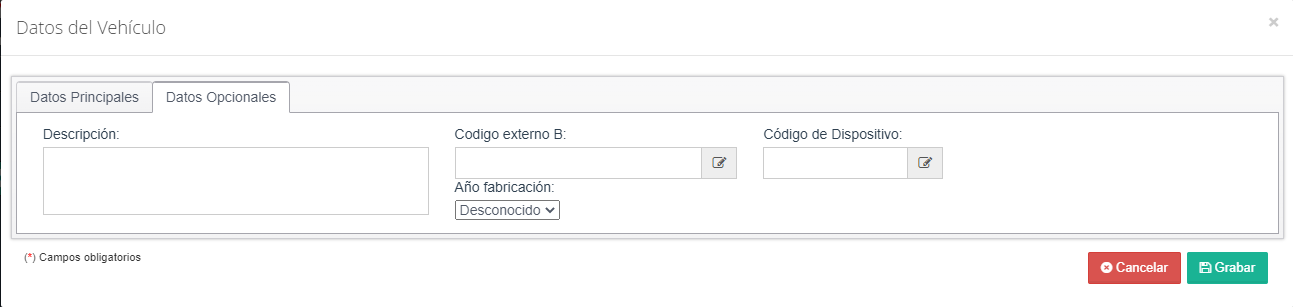 Datos del Vehículo
×
Datos Principales
Datos Opcionales
Descripción:
Codigo externo B:
Código de Dispositivo:
Año fabricación:
Desconocido
(*) Campos obligatorios
Cancelar
Grabar